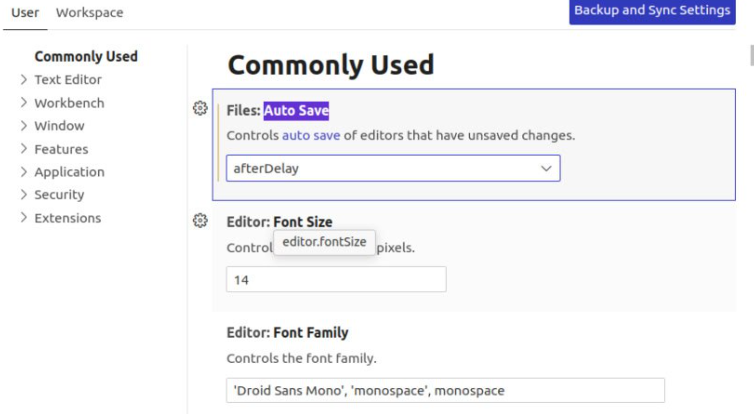 User Workspace
Backup and Sync Settings
Commonly Used
Text Editor
Workbench
Window
Features
Application
Security
Extensions
Commonly Used
Files: Auto Save
Controls auto save of editors that have unsaved changes.
afterDelay
Editor: Font Size
editor.fontSize
Control pixels.
14
Editor: Font Family
Controls the font family.
'Droid Sans Mono', 'monospace', monospace